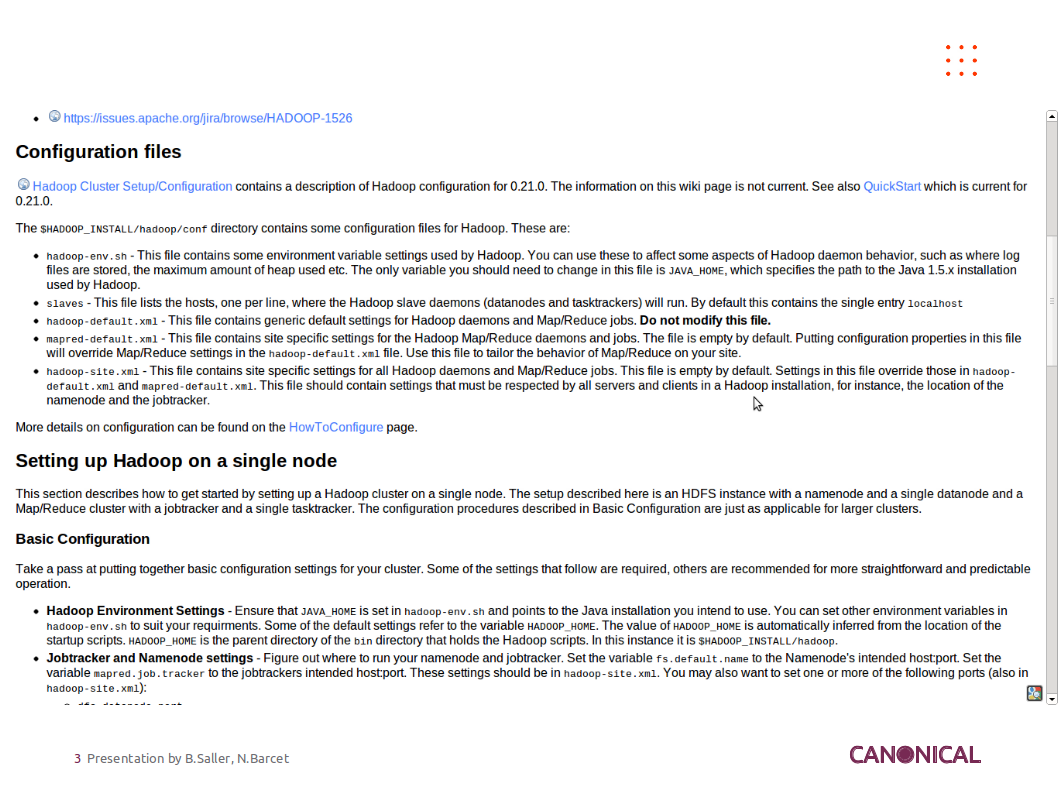 https://issues.apache.org/jira/browse/HADOOP-1526
Configuration files
Hadoop Cluster Setup/Configuration contains a description of Hadoop configuration for 0.21.0. The information on this wiki page is not current. See also QuickStart which is current for
0.21.0.
The $HADOOP_INSTALL/hadoop/conf directory contains some configuration files for Hadoop. These are:
hadoop-env.sh - This file contains some environment variable settings used by Hadoop. You can use these to affect some aspects of Hadoop daemon behavior, such as where log
files are stored, the maximum amount of heap used etc. The only variable you should need to change in this file is JAVA_HOME, which specifies the path to the Java 1.5.x installation
used by Hadoop.
slaves - This file lists the hosts, one per line, where the Hadoop slave daemons (datanodes and tasktrackers) will run. By default this contains the single entry localhost
hadoop-default.xml - This file contains generic default settings for Hadoop daemons and Map/Reduce jobs. Do not modify this file.
mapred-default.xml - This file contains site specific settings for the Hadoop Map/Reduce daemons and jobs. The file is empty by default. Putting configuration properties in this file
will override Map/Reduce settings in the hadoop-default.xml file. Use this file to tailor the behavior of Map/Reduce on your site.
hadoop-site.xml - This file contains site specific settings for all Hadoop daemons and Map/Reduce jobs. This file is empty by default. Settings in this file override those in hadoop-
default.xml and mapred-default.xml. This file should contain settings that must be respected by all servers and clients in a Hadoop installation, for instance, the location of the
namenode and the jobtracker.
More details on configuration can be found on the HowToConfigure page.
Setting up Hadoop on a single node
This section describes how to get started by setting up a Hadoop cluster on a single node. The setup described here is an HDFS instance with a namenode and a single datanode and a
Map/Reduce cluster with a jobtracker and a single tasktracker. The configuration procedures described in Basic Configuration are just as applicable for larger clusters.
Basic Configuration
Take a pass at putting together basic configuration settings for your cluster. Some of the settings that follow are required, others are recommended for more straightforward and predictable
operation.
Hadoop Environment Settings - Ensure that JAVA_HOME is set in hadoop-env.sh and points to the Java installation you intend to use. You can set other environment variables in
hadoop-env.sh to suit your requirments. Some of the default settings refer to the variable HADOOP_HOME. The value of HADOOP_HOME is automatically inferred from the location of the
startup scripts. HADOOP_HOME is the parent directory of the bin directory that holds the Hadoop scripts. In this instance it is $HADOOP_INSTALL/hadoop.
Jobtracker and Namenode settings - Figure out where to run your namenode and jobtracker. Set the variable fs.default.name to the Namenode's intended host:port. Set the
variable mapred.job.tracker to the jobtrackers intended host:port. These settings should be in hadoop-site.xml. You may also want to set one or more of the following ports (also in
hadoop-site.xml):
3 Presentation by B.Saller, N.Barcet
CANONICAL